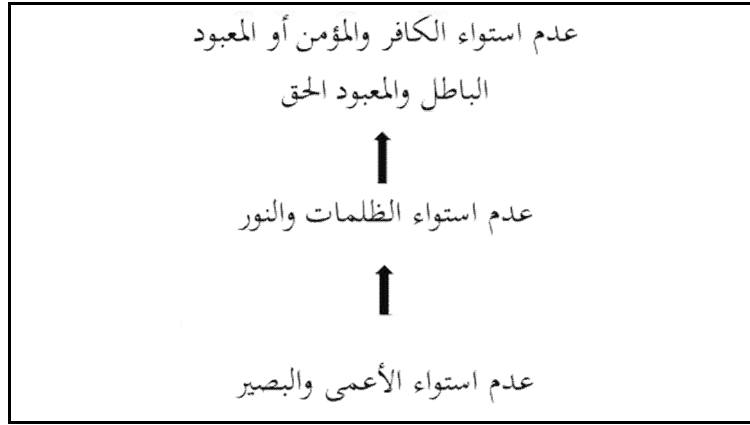 عدم استواء الكافر والمؤمن أو المعبود
الباطل والمعبود الحق
عدم استواء الظلمات والنور
عدم استواء الأعمى والبصير